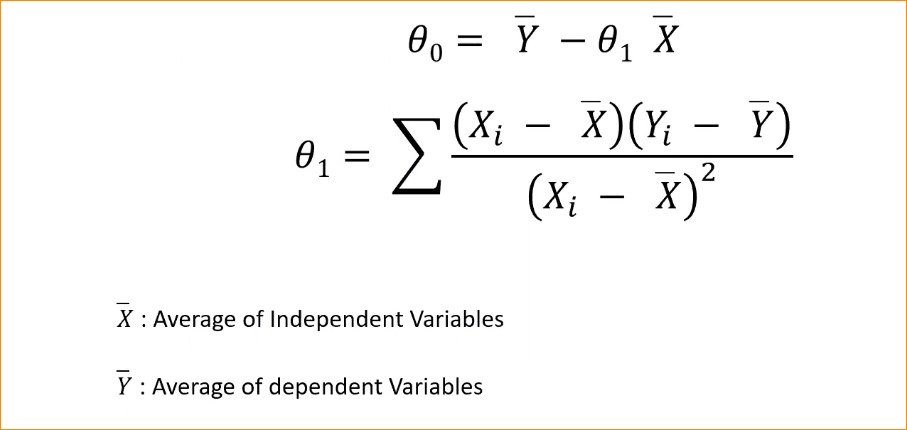 θ₀ = Y̅ − θ₁ X̅
θ₁ = ∑ (Xᵢ − X̅)(Yᵢ − Y̅) / (Xᵢ − X̅)²
X̅ : Average of Independent Variables
Y̅ : Average of dependent Variables